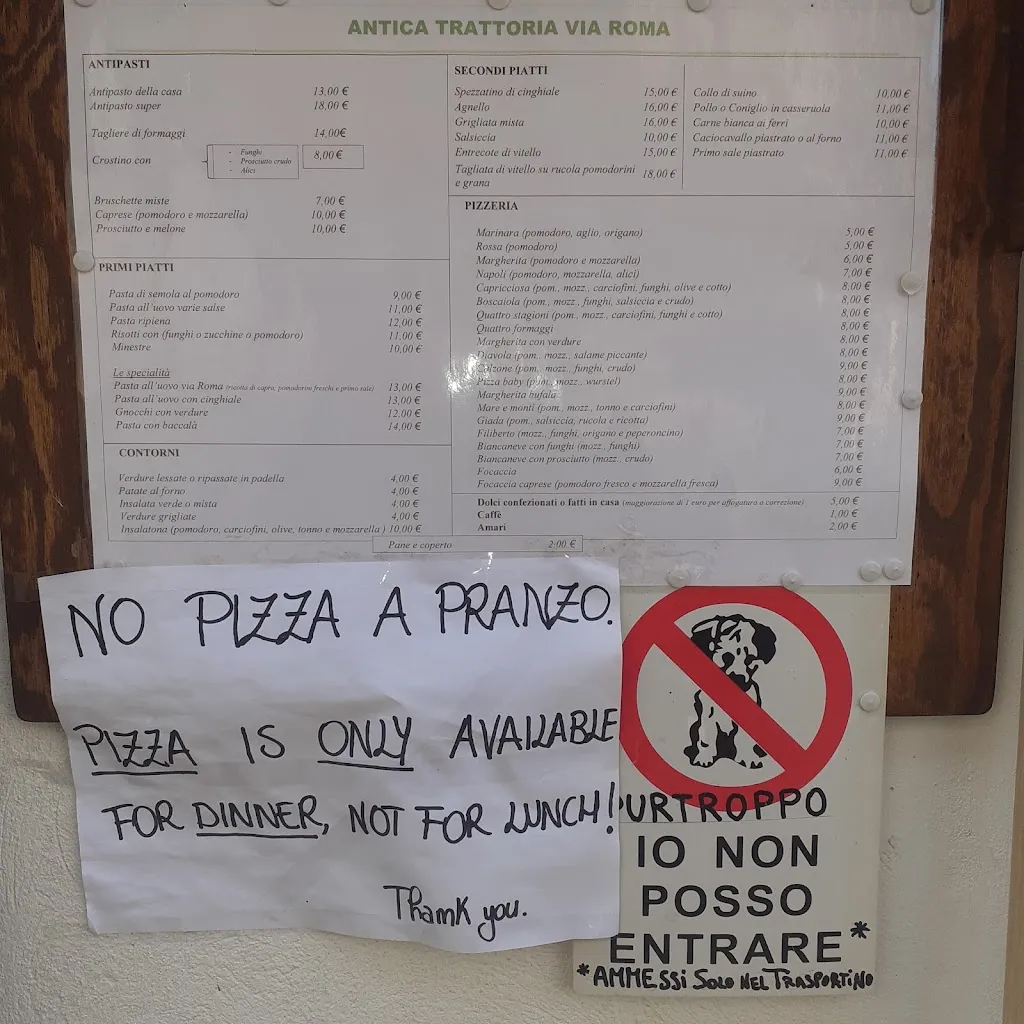 ANTICA TRATTORIA VIA ROMA
ANTIPASTI
Antipasto della casa 13,00 €
Antipasto super 18,00 €
Tagliere di formaggi 14,00€
Crostino con
- Funghi
- Prosciutto crudo
- Alici
8,00 €
Bruschette miste 7,00 €
Caprese (pomodoro e mozzarella) 10,00 €
Prosciutto e melone 10,00 €
PRIMI PIATTI
Pasta di semola al pomodoro 9,00 €
Pasta all'uovo varie salse 11,00 €
Pasta ripiena 12,00 €
Risotti con (funghi o zucchine o pomodoro) 11,00 €
Minestre 10,00 €
Le specialità
Pasta all'uovo via Roma (ricotta di capra, pomodorini freschi e primo sale) 13,00 €
Pasta all'uovo con cinghiale 13,00 €
Gnocchi con verdure 12,00 €
Pasta con baccalà 14,00 €
CONTORNI
Verdure lessate o ripassate in padella 4,00 €
Patate al forno 4,00 €
Insalata verde o mista 4,00 €
Verdure grigliate 4,00 €
Insalatona (pomodoro, carciofini, olive, tonno e mozzarella) 10,00 €
SECONDI PIATTI
Spezzatino di cinghiale 15,00 €
Agnello 16,00 €
Grigliata mista 16,00 €
Salsiccia 10,00 €
Entrecote di vitello 15,00 €
Tagliata di vitello su rucola pomodorini
e grana 18,00 €
Collo di suino 10,00 €
Pollo o Coniglio in casseruola 11,00 €
Carne bianca ai ferri 10,00 €
Caciocavallo piastrato o al forno 11,00 €
Primo sale piastrato 11,00 €
PIZZERIA
Marinara (pomodoro, aglio, origano) 5,00 €
Rossa (pomodoro) 5,00 €
Margherita (pomodoro e mozzarella) 6,00 €
Napoli (pomodoro, mozzarella, alici) 7,00 €
Capricciosa (pom., mozz., carciofini, funghi, olive e cotto) 8,00 €
Boscaiola (pom., mozz., funghi, salsiccia e crudo) 8,00 €
Quattro stagioni (pom., mozz., carciofini, funghi e cotto) 8,00 €
Quattro formaggi 8,00 €
Margherita con verdure 8,00 €
Diavola (pom., mozz., salame piccante) 8,00 €
Calzone (pom., mozz., funghi, crudo) 9,00 €
Pizza baby (pom., mozz., wurstel) 8,00 €
Margherita bufala 9,00 €
Mare e monti (pom., mozz., tonno e carciofini) 8,00 €
Giada (pom., salsiccia, rucola e ricotta) 9,00 €
Filiberto (mozz., funghi, origano e peperoncino) 7,00 €
Biancaneve con funghi (mozz., funghi) 7,00 €
Biancaneve con prosciutto (mozz., crudo) 7,00 €
Focaccia 6,00 €
Focaccia caprese (pomodoro fresco e mozzarella fresca) 9,00 €
Dolci confezionati o fatti in casa (maggiorazione di 1 euro per affogatura o correzione) 5,00 €
Caffè 1,00 €
Amari 2,00 €
Pane e coperto 2,00 €
NO PIZZA A PRANZO.
PIZZA IS ONLY AVAILABLE
FOR DINNER, NOT FOR LUNCH!
Thank you.
PURTROPPO
IO NON
POSSO
ENTRARE*
*AMMESSI SOLO NEL TRASPORTINO